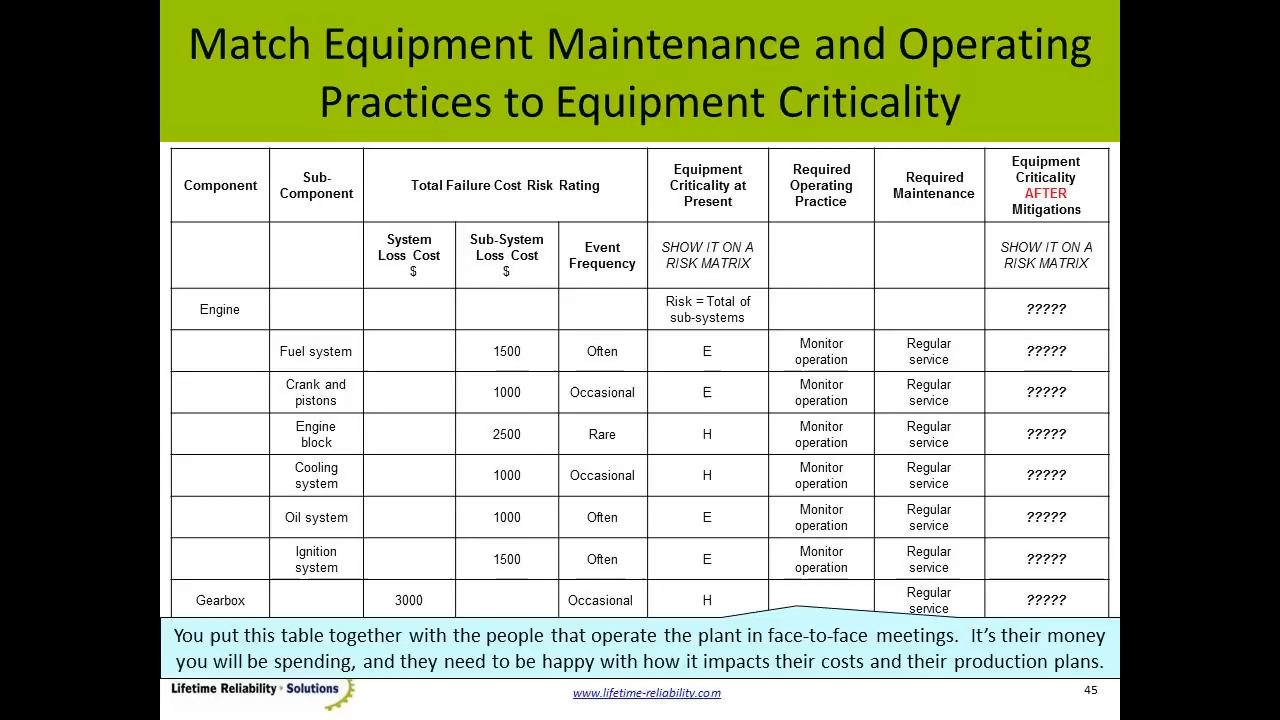 Match Equipment Maintenance and Operating
Practices to Equipment Criticality
Component
Sub-
Component
Total Failure Cost Risk Rating
Equipment
Criticality at
Present
Required
Operating
Practice
Required
Maintenance
Equipment
Criticality
AFTER
Mitigations
System
Loss Cost
$
Sub-System
Loss Cost
$
Event
Frequency
SHOW IT ON A
RISK MATRIX
SHOW IT ON A
RISK MATRIX
Engine
Risk = Total of
sub-systems
?????
Fuel system
1500
Often
E
Monitor
operation
Regular
service
?????
Crank and
pistons
1000
Occasional
E
Monitor
operation
Regular
service
?????
Engine
block
2500
Rare
H
Monitor
operation
Regular
service
?????
Cooling
system
1000
Occasional
H
Monitor
operation
Regular
service
?????
Oil system
1000
Often
E
Monitor
operation
Regular
service
?????
Ignition
system
1500
Often
E
Monitor
operation
Regular
service
?????
Gearbox
3000
Occasional
H
Regular
service
?????
You put this table together with the people that operate the plant in face-to-face meetings. It’s their money
you will be spending, and they need to be happy with how it impacts their costs and their production plans.
Lifetime Reliability Solutions
www.lifetime-reliability.com
45